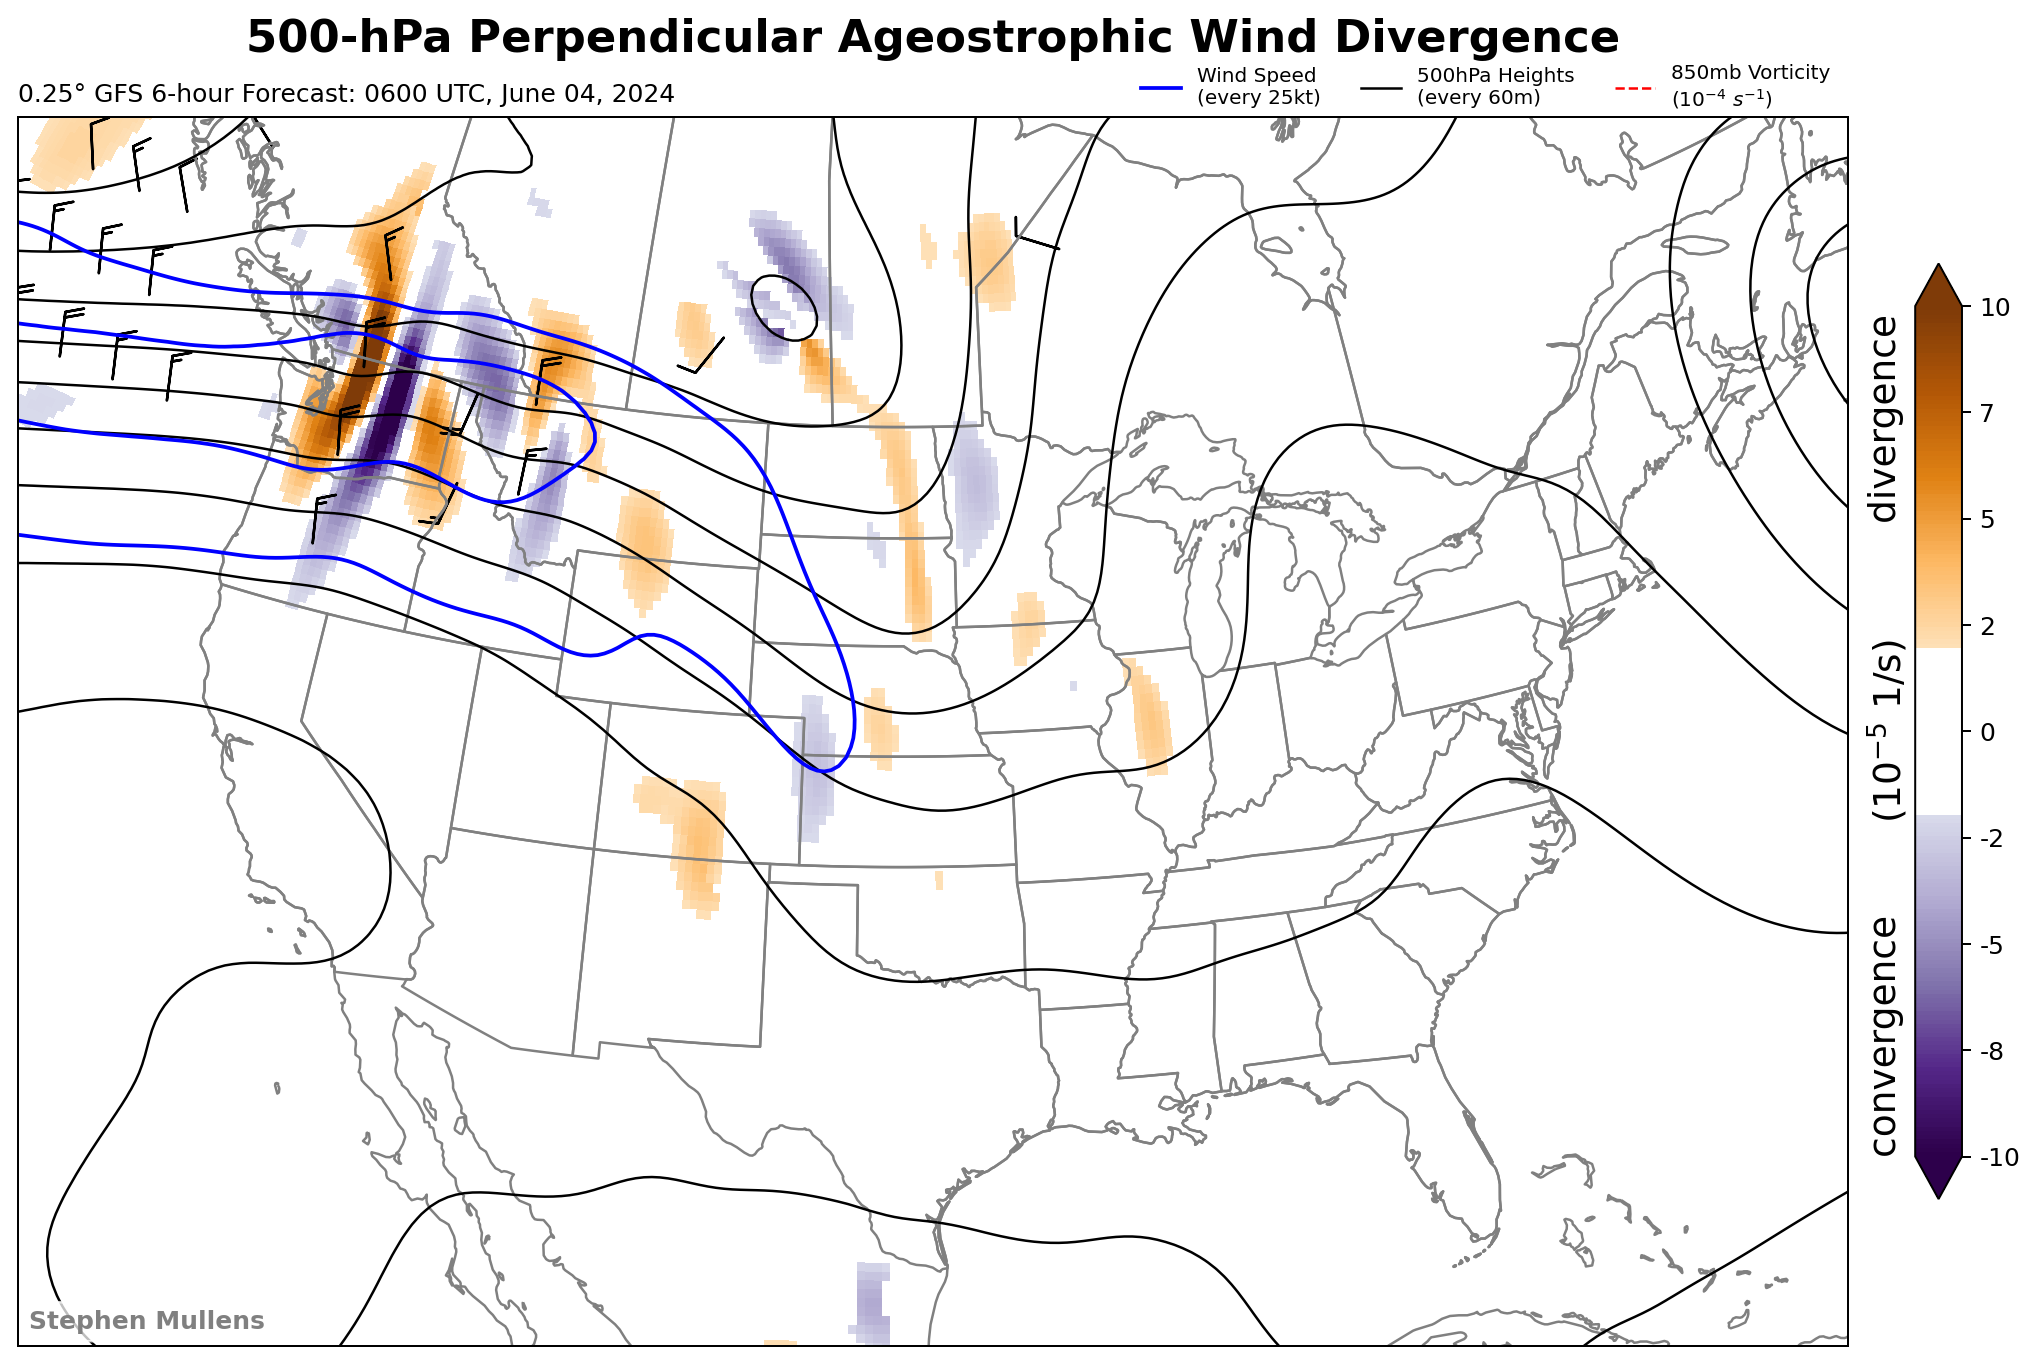 500-hPa Perpendicular Ageostrophic Wind Divergence
0.25° GFS 6-hour Forecast: 0600 UTC, June 04, 2024
Wind Speed
(every 25kt)
500hPa Heights
(every 60m)
850mb Vorticity
(10⁻⁴ s⁻¹)
10
7
5
2
0
-2
-5
-8
-10
convergence (10⁻⁵ 1/s) divergence
Stephen Mullens